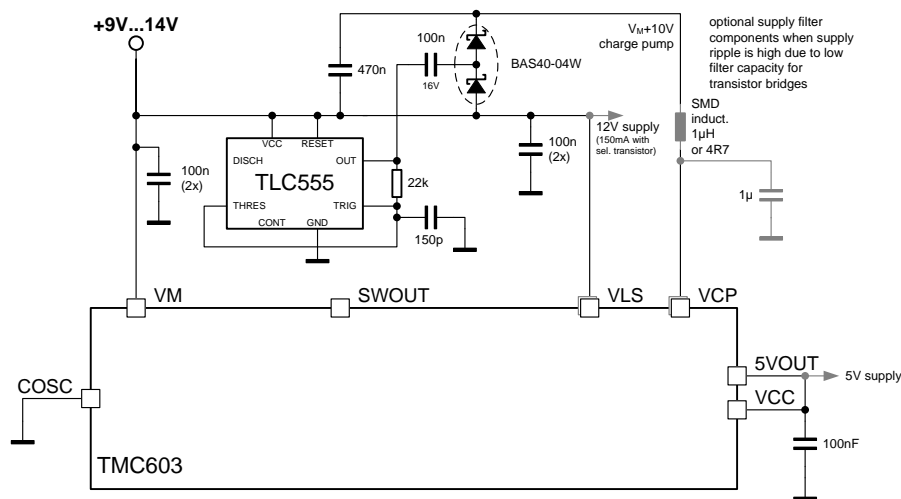 +9V...14V
100n
16V
BAS40-04W
470n
V_M+10V
charge pump
optional supply filter
components when supply
ripple is high due to low
filter capacity for
transistor bridges
SMD
induct.
1µH
or 4R7
12V supply
(150mA with
sel. transistor)
100n
(2x)
1µ
VCC
RESET
DISCH
OUT
TLC555
THRES
TRIG
CONT
GND
22k
150p
100n
(2x)
VM
SWOUT
VLS
VCP
COSC
5VOUT
5V supply
VCC
100nF
TMC603